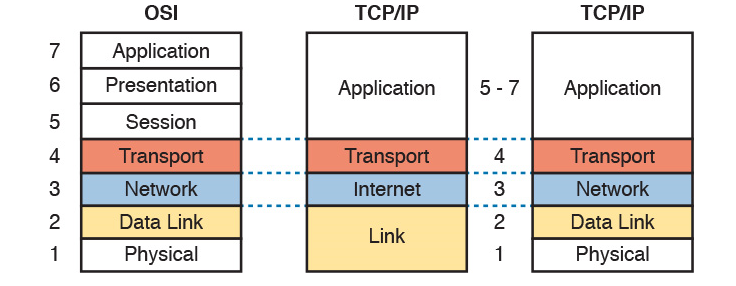 OSI TCP/IP TCP/IP
7 Application
6 Presentation Application 5 - 7 Application
5 Session
4 Transport Transport 4 Transport
3 Network Internet 3 Network
2 Data Link Link 2 Data Link
1 Physical 1 Physical